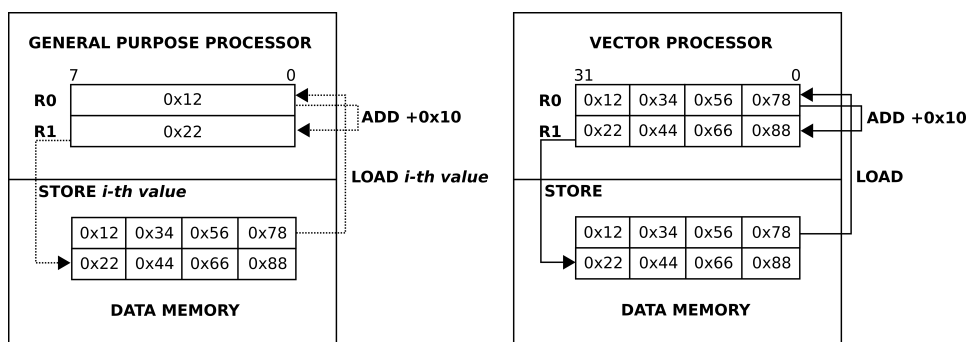 GENERAL PURPOSE PROCESSOR
7 0
R0 0x12
R1 0x22
ADD +0x10
LOAD i-th value
STORE i-th value
0x12 0x34 0x56 0x78
0x22 0x44 0x66 0x88
DATA MEMORY
VECTOR PROCESSOR
31 0
R0 0x12 0x34 0x56 0x78
R1 0x22 0x44 0x66 0x88
ADD +0x10
LOAD
STORE
0x12 0x34 0x56 0x78
0x22 0x44 0x66 0x88
DATA MEMORY